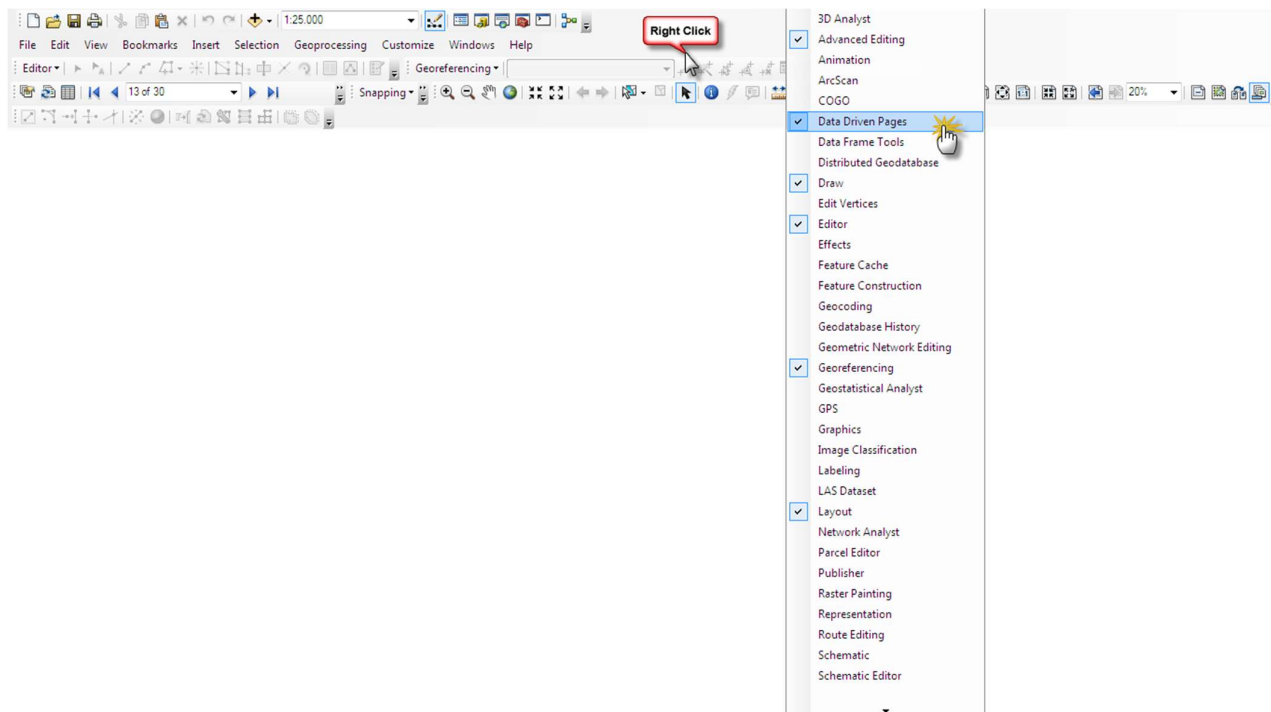 1:25.000
Right Click
File Edit View Bookmarks Insert Selection Geoprocessing Customize Windows Help
Editor Georeferencing
13 of 30 Snapping 20%
3D Analyst
Advanced Editing
Animation
ArcScan
COGO
Data Driven Pages
Data Frame Tools
Distributed Geodatabase
Draw
Edit Vertices
Editor
Effects
Feature Cache
Feature Construction
Geocoding
Geodatabase History
Geometric Network Editing
Georeferencing
Geostatistical Analyst
GPS
Graphics
Image Classification
Labeling
LAS Dataset
Layout
Network Analyst
Parcel Editor
Publisher
Raster Painting
Representation
Route Editing
Schematic
Schematic Editor